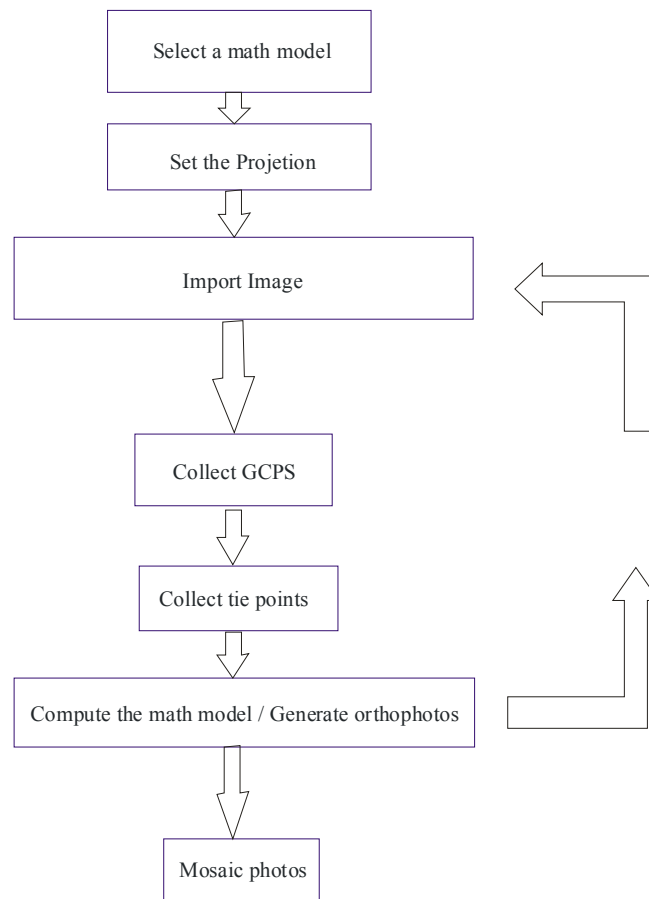 Select a math model
Set the Projetion
Import Image
Collect GCPS
Collect tie points
Compute the math model / Generate orthophotos
Mosaic photos